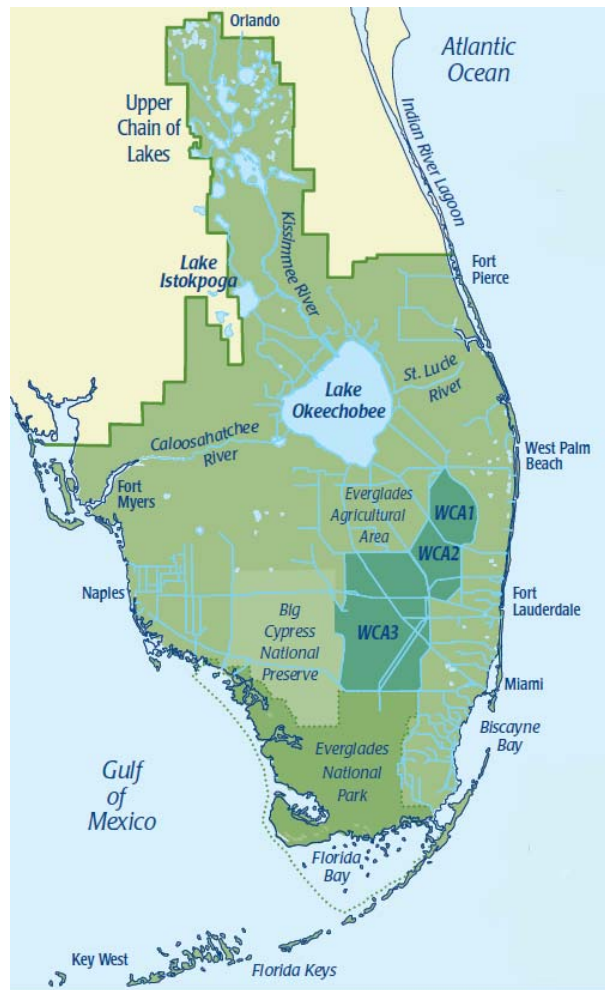 Orlando
Atlantic
Ocean
Upper
Chain of
Lakes
Indian River Lagoon
Kissimmee River
Lake
Istokpoga
Fort
Pierce
Lake
Okeechobee
St. Lucie
River
Caloosahatchee
River
West Palm
Beach
Fort
Myers
Everglades
Agricultural
Area
WCA1
WCA2
Naples
Fort
Lauderdale
Big
Cypress
National
Preserve
WCA3
Miami
Biscayne
Bay
Everglades
National
Park
Gulf
of
Mexico
Florida
Bay
Key West
Florida Keys